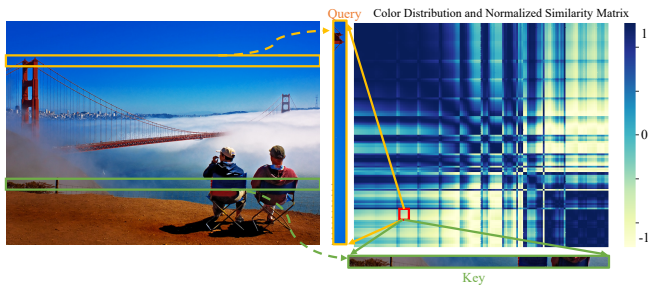 Query
Color Distribution and Normalized Similarity Matrix
1
0
-1
Key